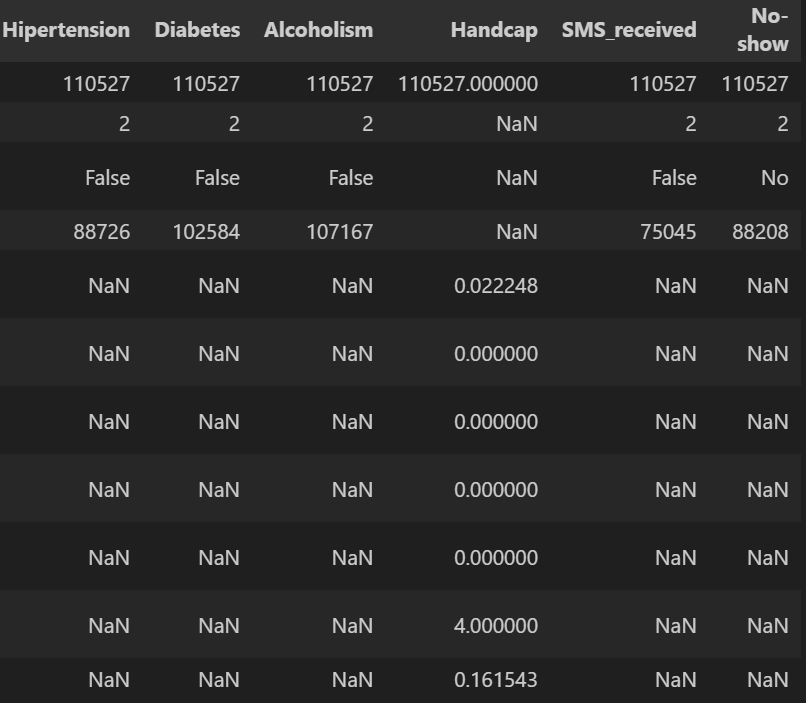 Hipertension Diabetes Alcoholism Handcap SMS_received No-
show
110527 110527 110527 110527.000000 110527 110527
2 2 2 NaN 2 2
False False False NaN False No
88726 102584 107167 NaN 75045 88208
NaN NaN NaN 0.022248 NaN NaN
NaN NaN NaN 0.000000 NaN NaN
NaN NaN NaN 0.000000 NaN NaN
NaN NaN NaN 0.000000 NaN NaN
NaN NaN NaN 0.000000 NaN NaN
NaN NaN NaN 4.000000 NaN NaN
NaN NaN NaN 0.161543 NaN NaN